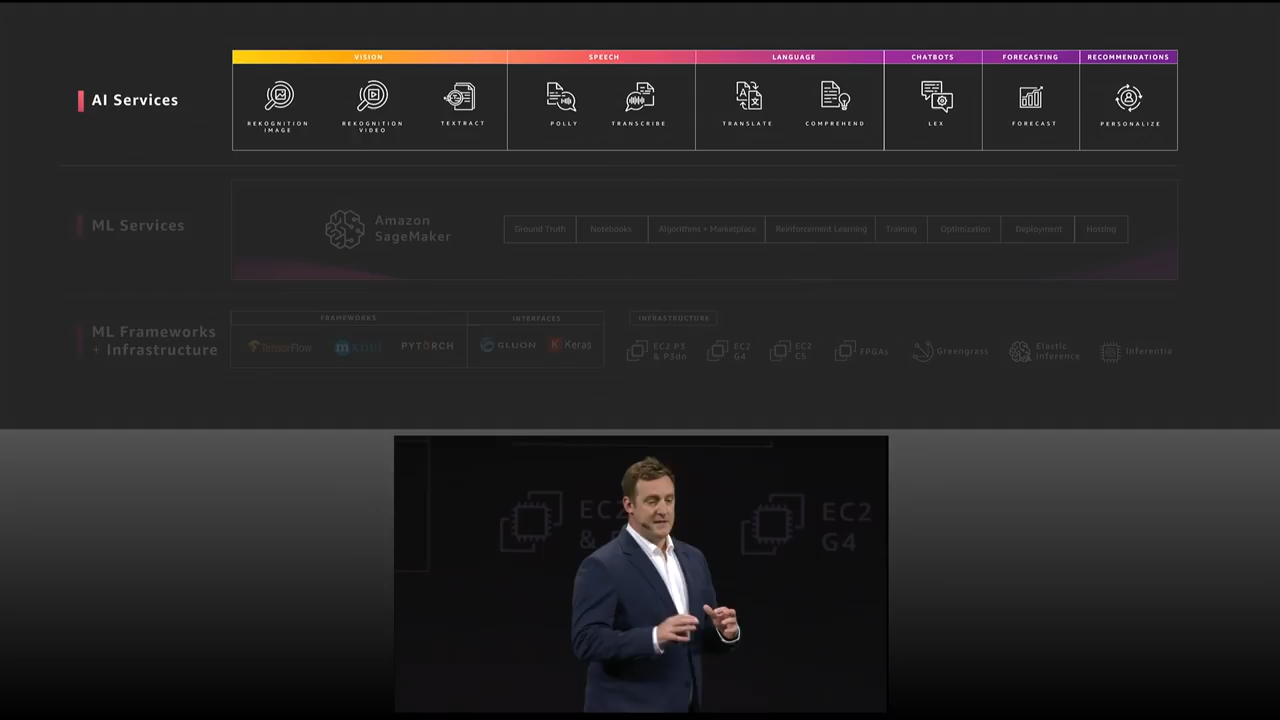 VISION
SPEECH
LANGUAGE
CHATBOTS
FORECASTING
RECOMMENDATIONS
AI Services
REKOGNITION
IMAGE
REKOGNITION
VIDEO
TEXTRACT
POLLY
TRANSCRIBE
TRANSLATE
COMPREHEND
LEX
FORECAST
PERSONALIZE
ML Services
Amazon
SageMaker
Ground Truth
Notebooks
Algorithms + Marketplace
Reinforcement Learning
Training
Optimization
Deployment
Hosting
ML Frameworks
+ Infrastructure
FRAMEWORKS
INTERFACES
INFRASTRUCTURE
TensorFlow
mxnet
PYTORCH
GLUON
Keras
EC2 P3
& P3dn
EC2
G4
EC2
C5
FPGAs
Greengrass
Elastic
Inference
Inferentia
EC2
&
EC2
G4